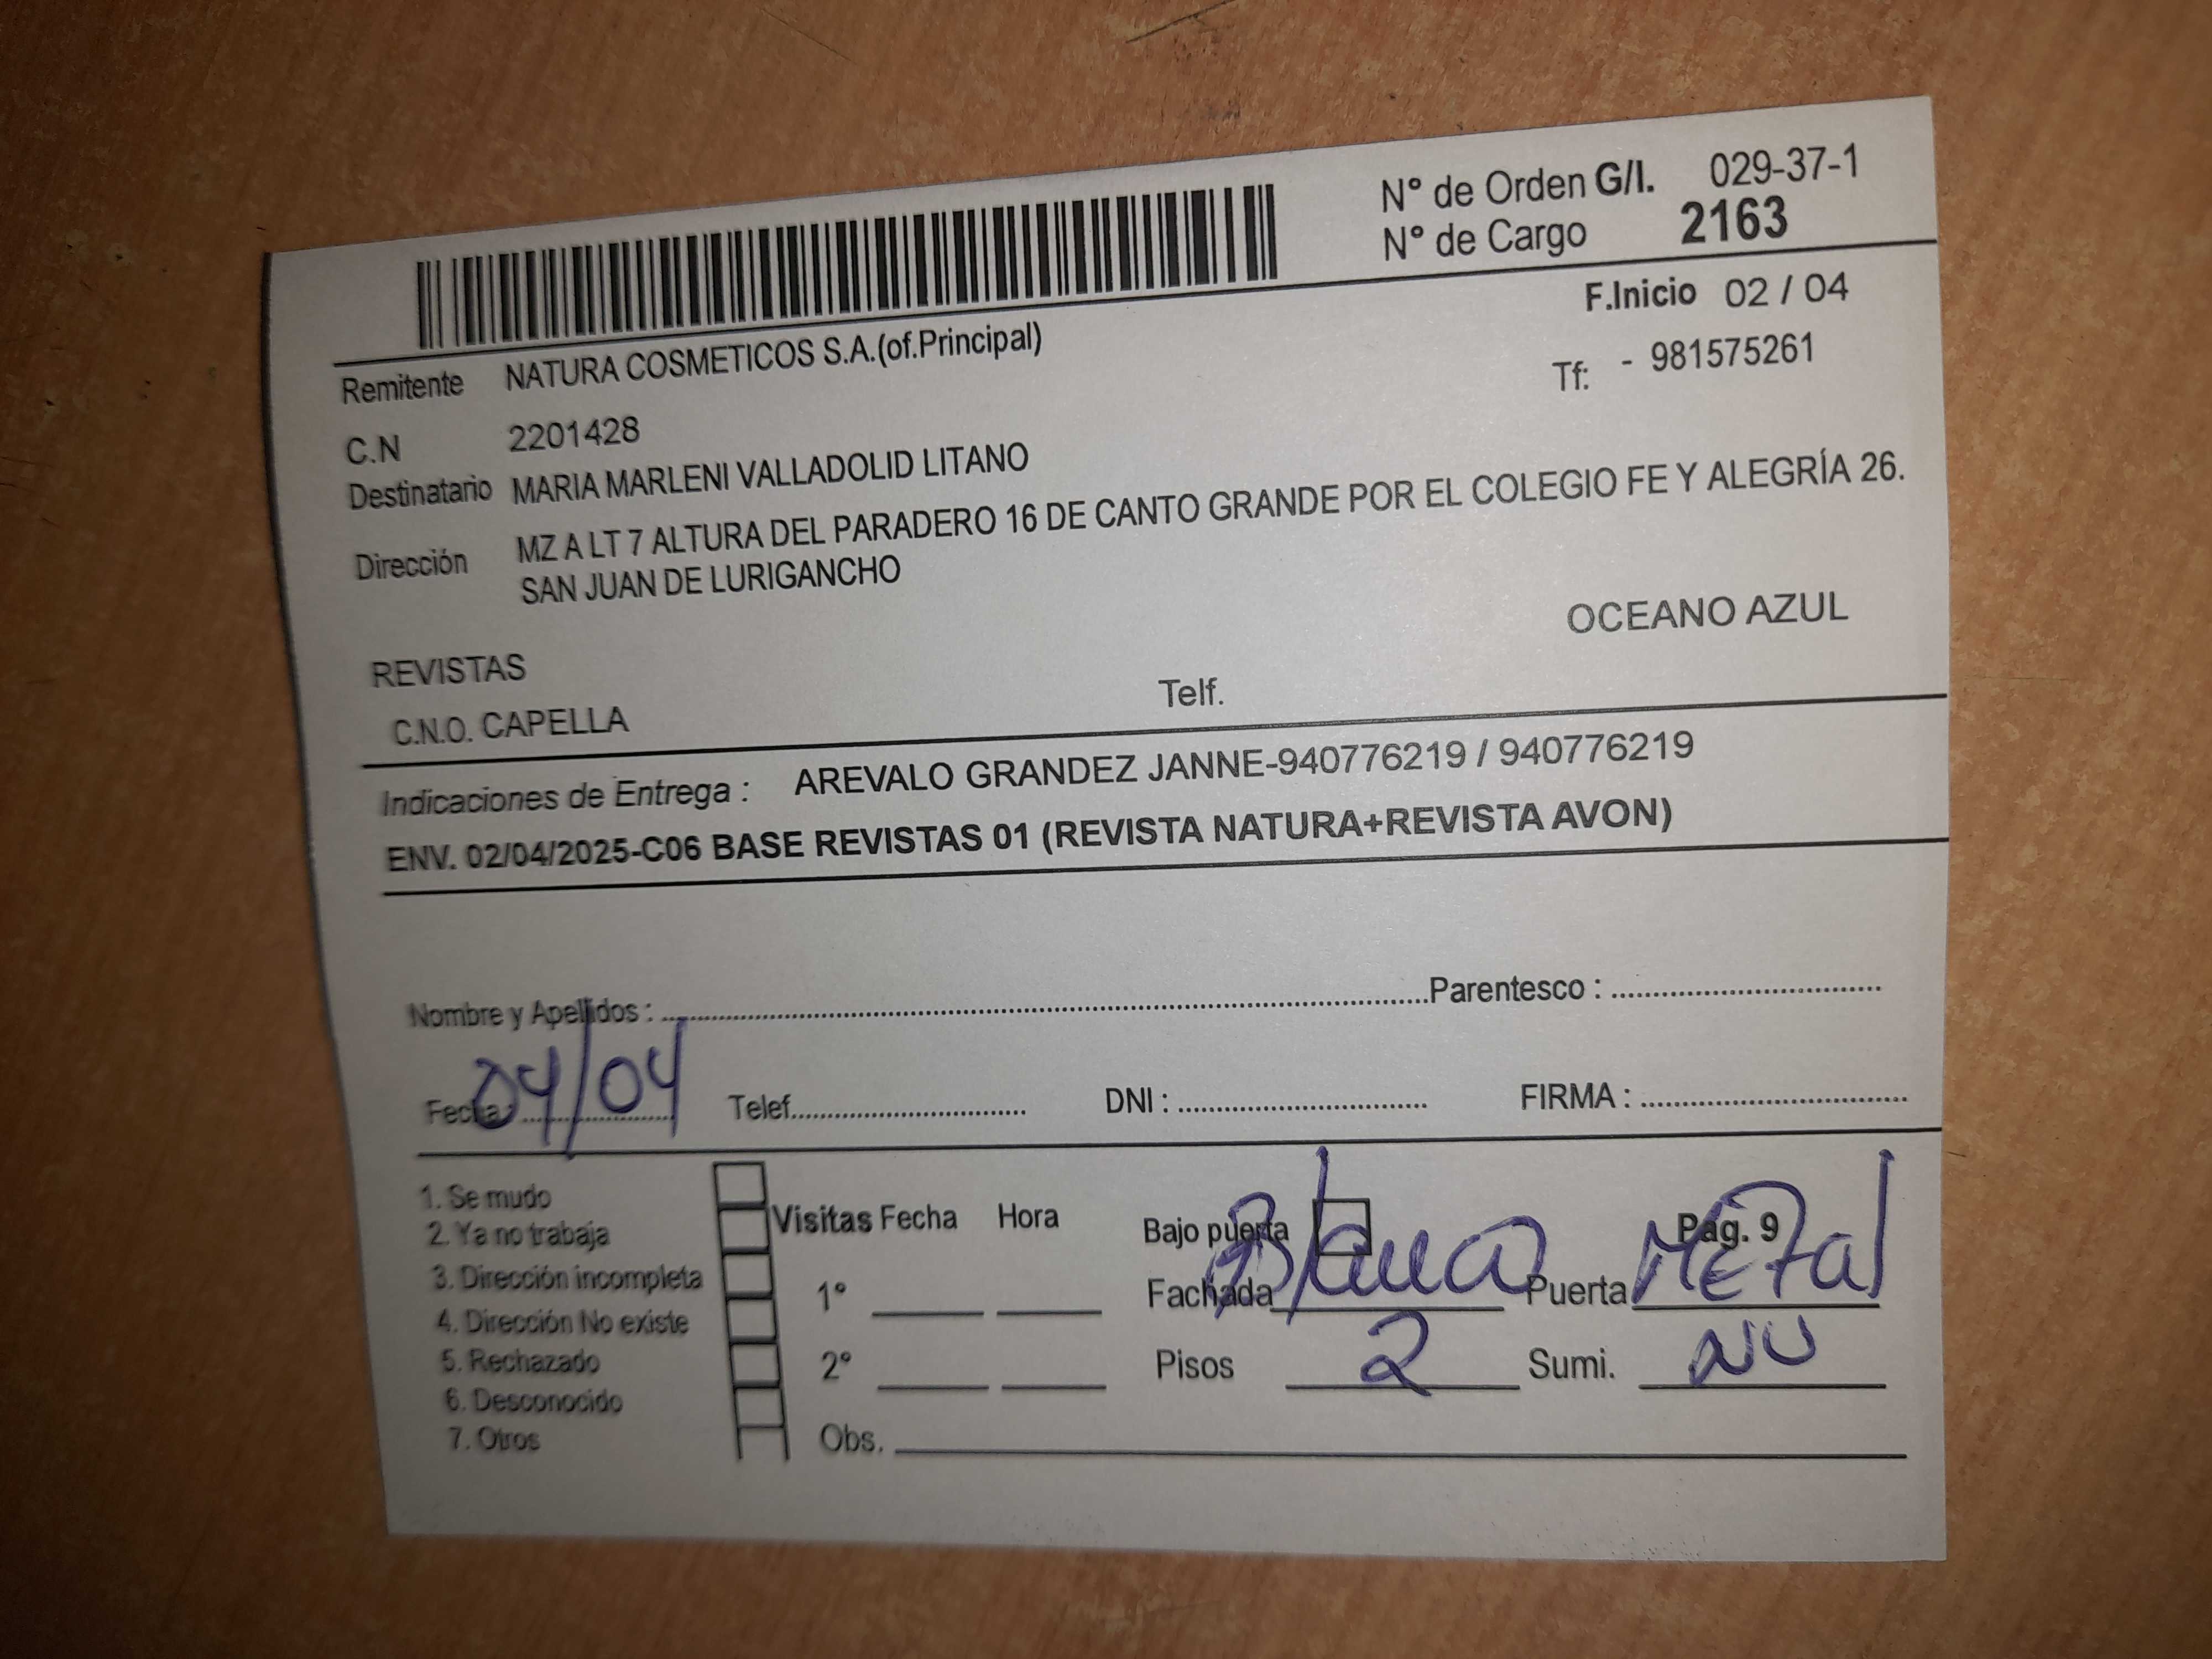 N° de Orden G/I. 029-37-1
N° de Cargo 2163
F.Inicio 02 / 04
Remitente NATURA COSMETICOS S.A.(of.Principal)
Tf: - 981575261
C.N 2201428
Destinatario MARIA MARLENI VALLADOLID LITANO
Dirección MZ A LT 7 ALTURA DEL PARADERO 16 DE CANTO GRANDE POR EL COLEGIO FE Y ALEGRÍA 26.
SAN JUAN DE LURIGANCHO
OCEANO AZUL
REVISTAS
C.N.O. CAPELLA Telf.
Indicaciones de Entrega : AREVALO GRANDEZ JANNE-940776219 / 940776219
ENV. 02/04/2025-C06 BASE REVISTAS 01 (REVISTA NATURA+REVISTA AVON)
Nombre y Apellidos : Parentesco :
Fecha: 04/04 Telef. DNI : FIRMA :
1. Se mudo
2. Ya no trabaja
3. Dirección incompleta
4. Dirección No existe
5. Rechazado
6. Desconocido
7. Otros
Visitas Fecha Hora
1°
2°
Obs.
Bajo puerta Pag. 9
Fachada Blanca Puerta METal
Pisos 2 Sumi. NO